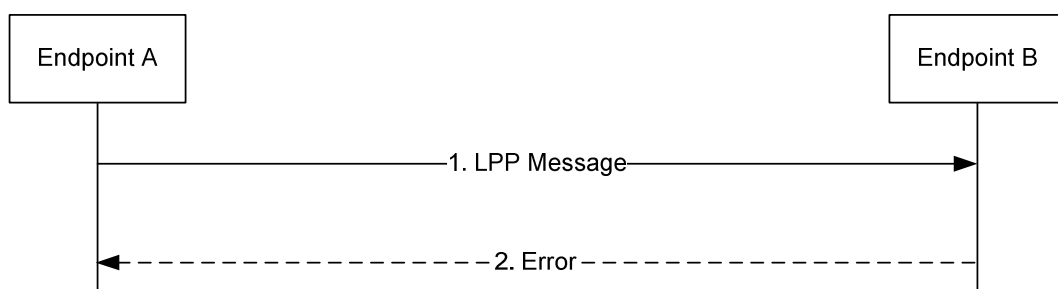 Endpoint A
Endpoint B
1. LPP Message
2. Error